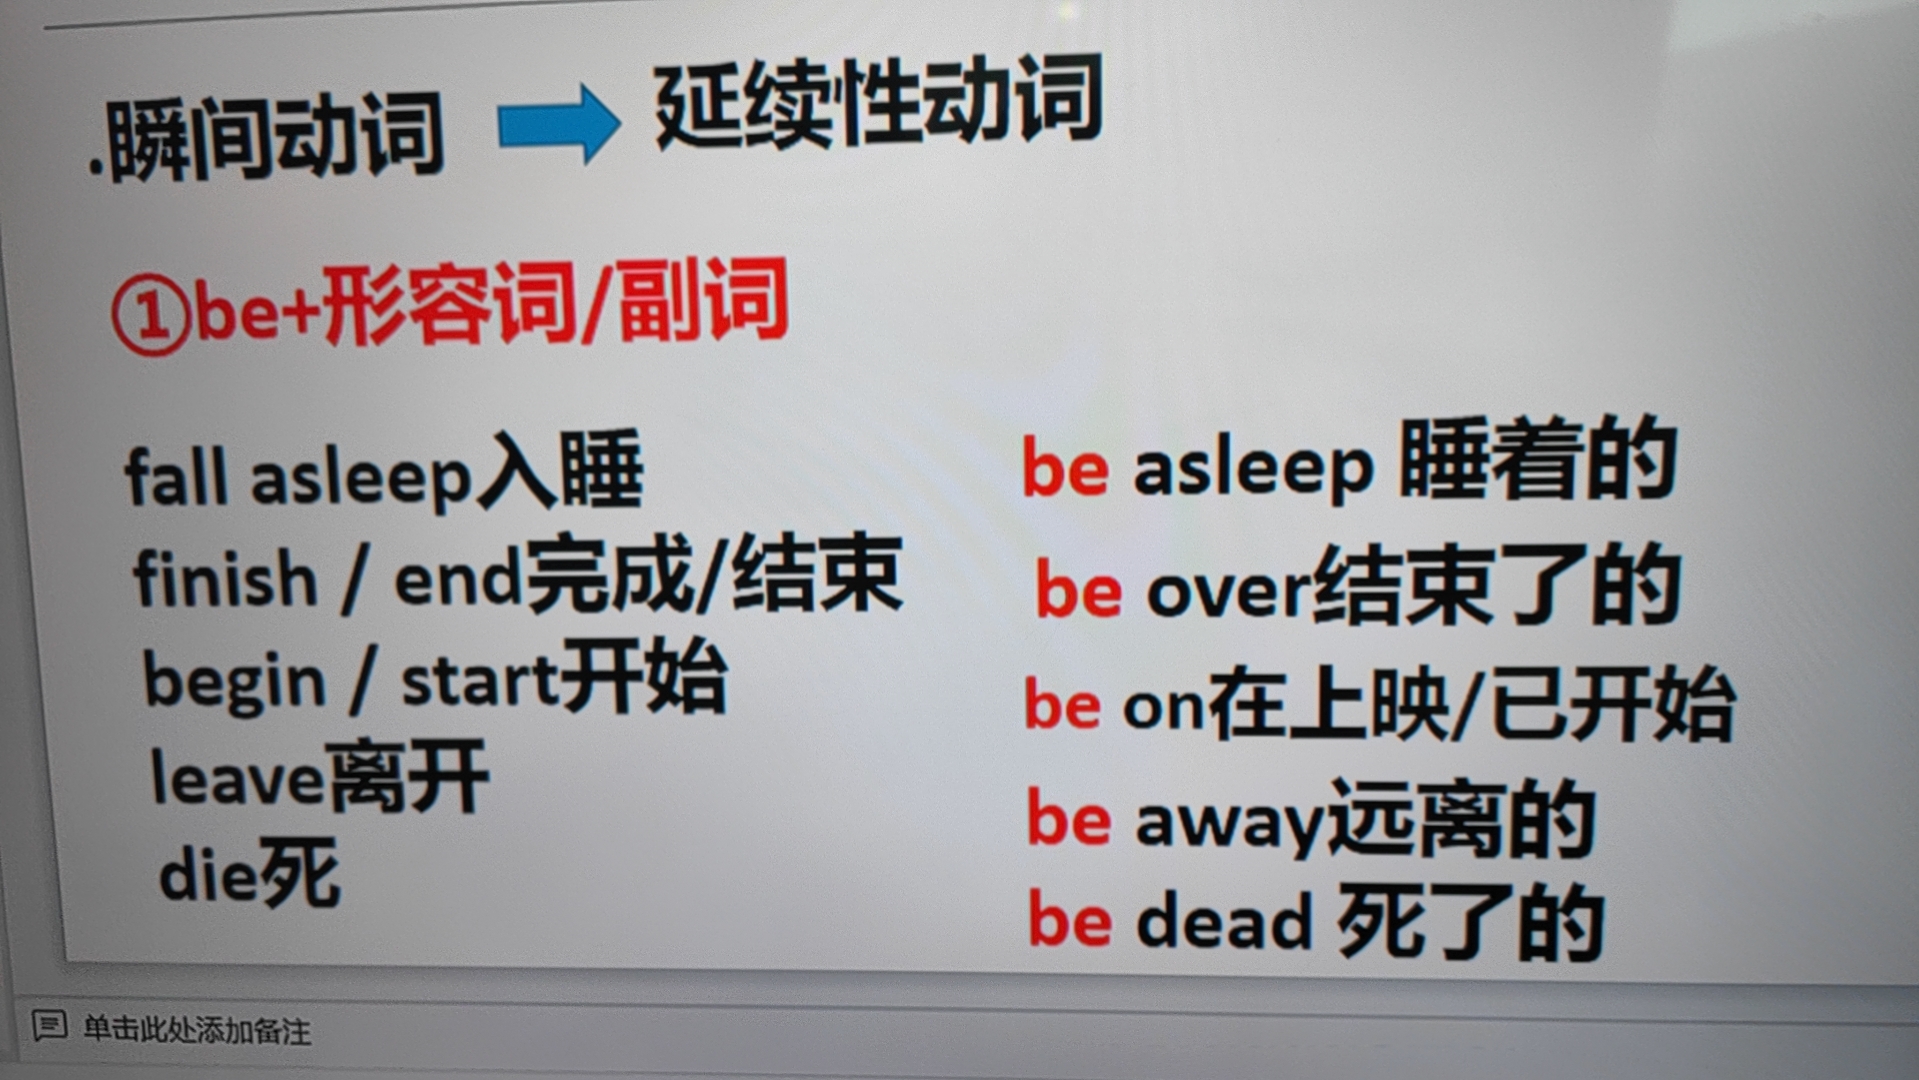 .瞬间动词 延续性动词
①be+形容词/副词
fall asleep入睡 be asleep 睡着的
finish / end完成/结束 be over结束了的
begin / start开始 be on在上映/已开始
leave离开 be away远离的
die死 be dead 死了的
单击此处添加备注